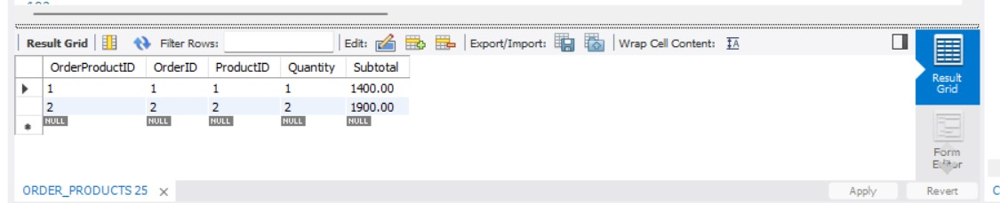 Result Grid Filter Rows: Edit: Export/Import: Wrap Cell Content:
OrderProductID OrderID ProductID Quantity Subtotal
1 1 1 1 1400.00
2 2 2 2 1900.00
NULL NULL NULL NULL NULL
Result
Grid
Form
Editor
ORDER_PRODUCTS 25
Apply Revert